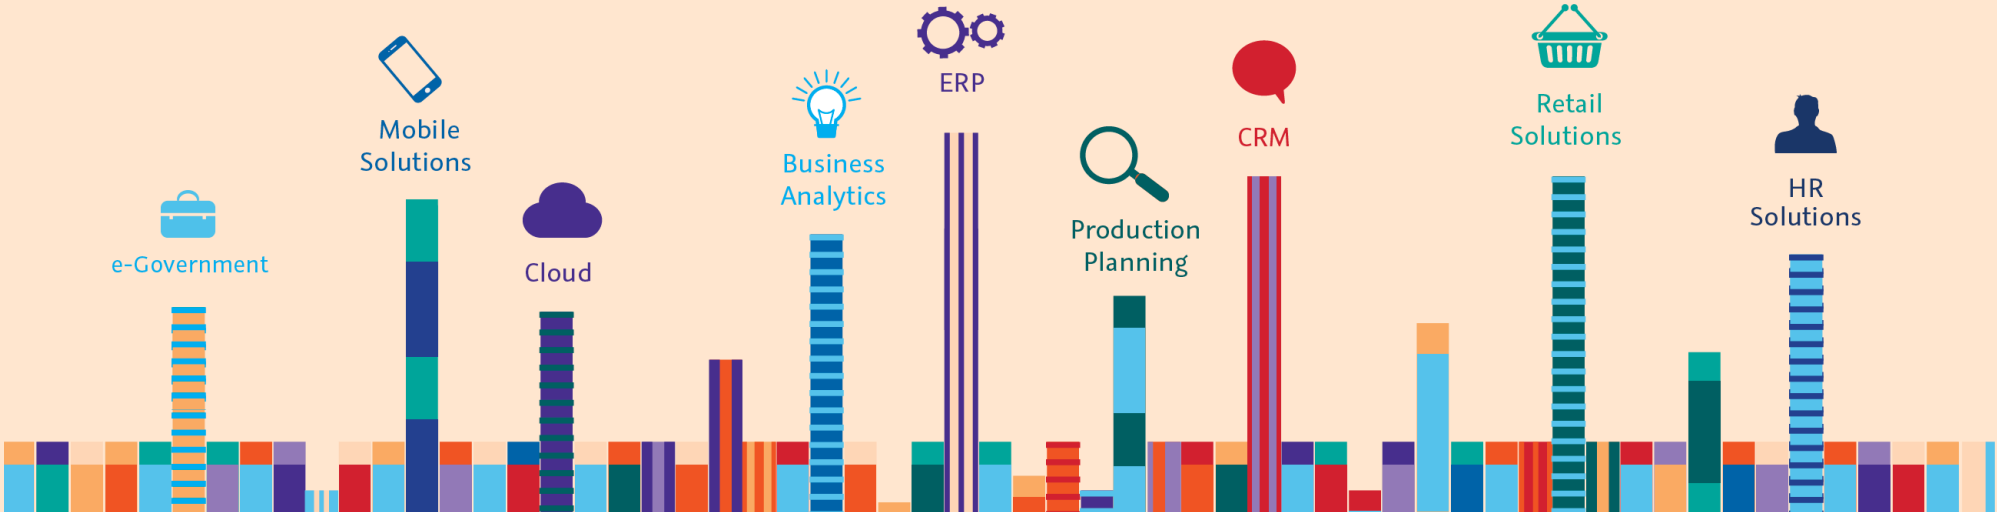 e-Government
Mobile
Solutions
Cloud
Business
Analytics
ERP
Production
Planning
CRM
Retail
Solutions
HR
Solutions